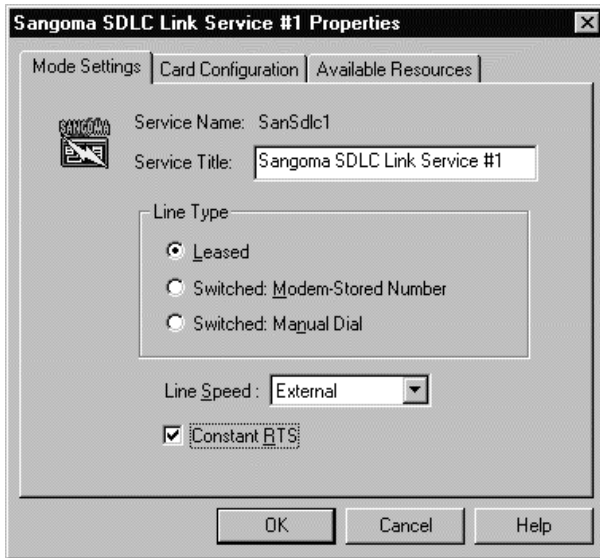 Sangoma SDLC Link Service #1 Properties
Mode Settings Card Configuration Available Resources
SANGOMA
Service Name: SanSdlc1
Service Title: Sangoma SDLC Link Service #1
Line Type
Leased
Switched: Modem-Stored Number
Switched: Manual Dial
Line Speed : External
Constant RTS
OK Cancel Help